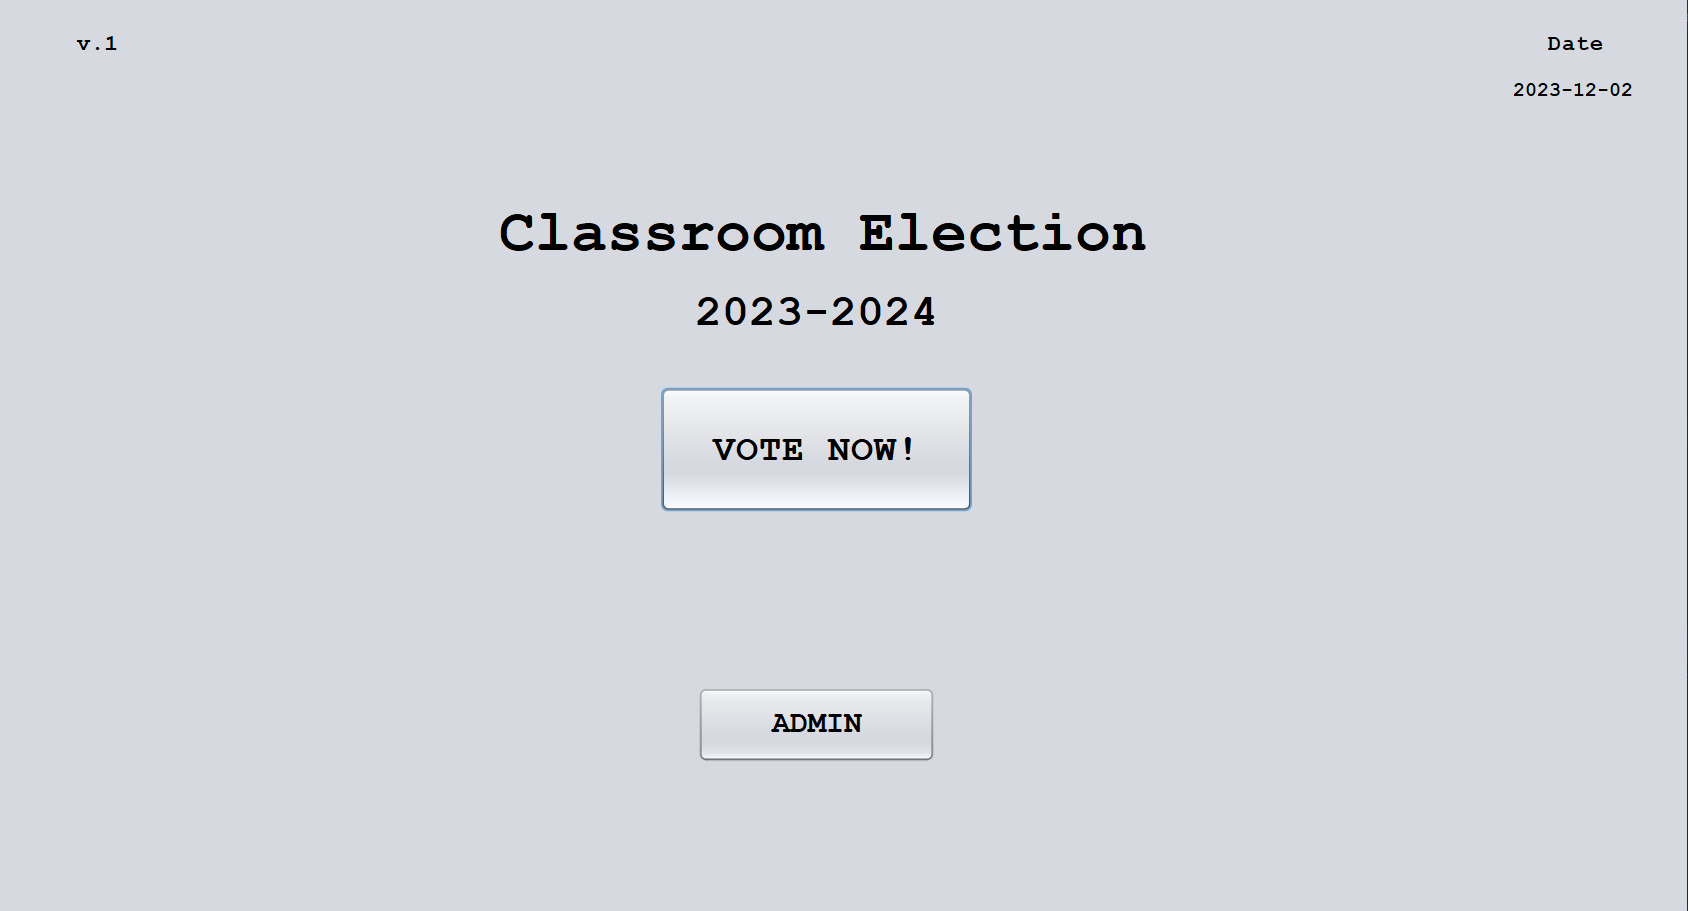 v.1
Date
2023-12-02
Classroom Election
2023-2024
VOTE NOW!
ADMIN